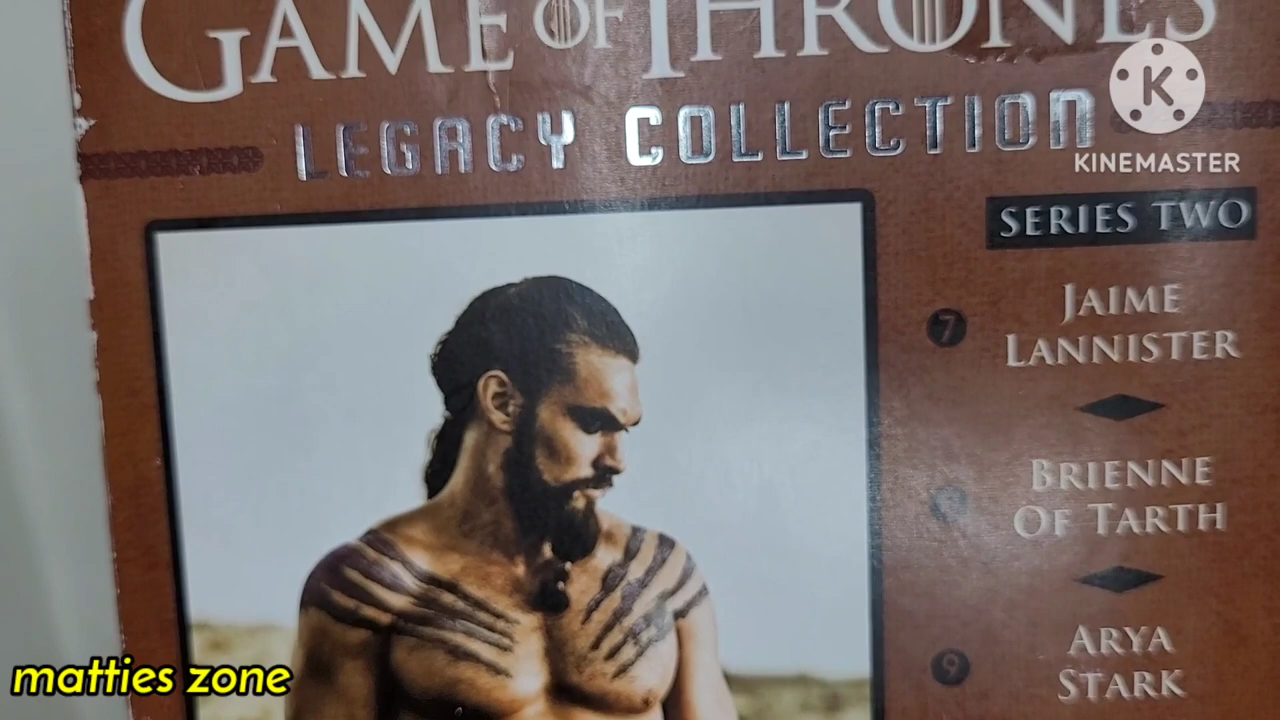 GAME OF THRONES
LEGACY COLLECTION
K
KINEMASTER
SERIES TWO
7
JAIME
LANNISTER
BRIENNE
OF TARTH
9
ARYA
STARK
matties zone